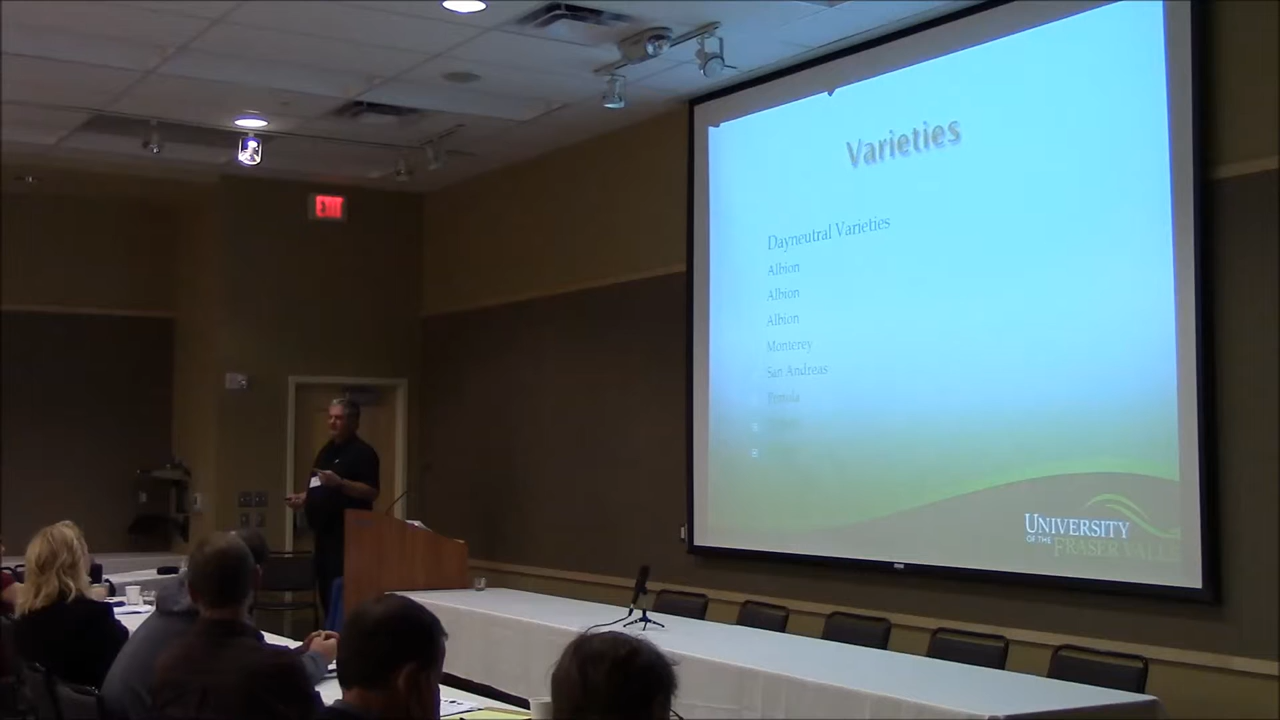 EXIT
Varieties
Dayneutral Varieties
Albion
Albion
Albion
Monterey
San Andreas
UNIVERSITY
OF THE FRASER VALLEY